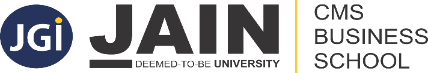 JGi
JAIN
DEEMED-TO-BE UNIVERSITY
CMS
BUSINESS
SCHOOL